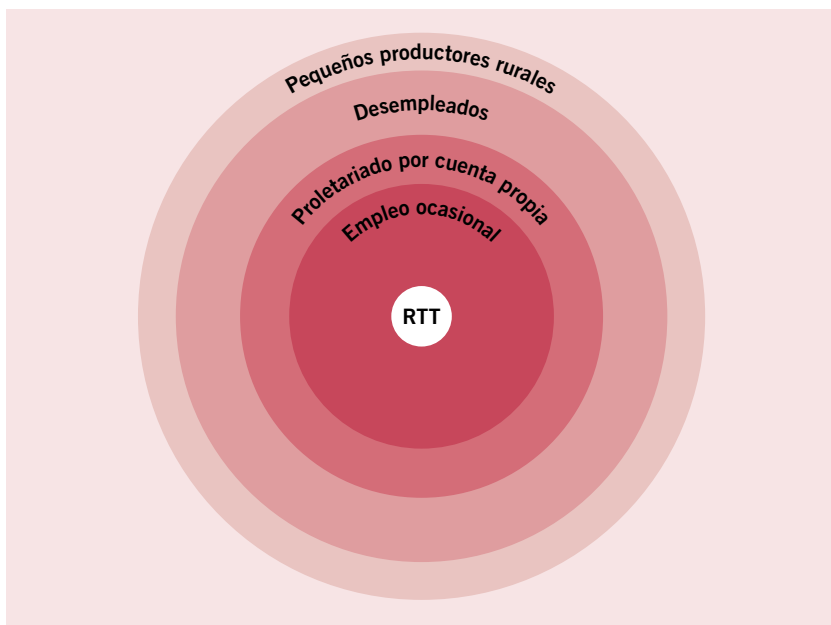 Pequeños productores rurales
Desempleados
Proletariado por cuenta propia
Empleo ocasional
RTT